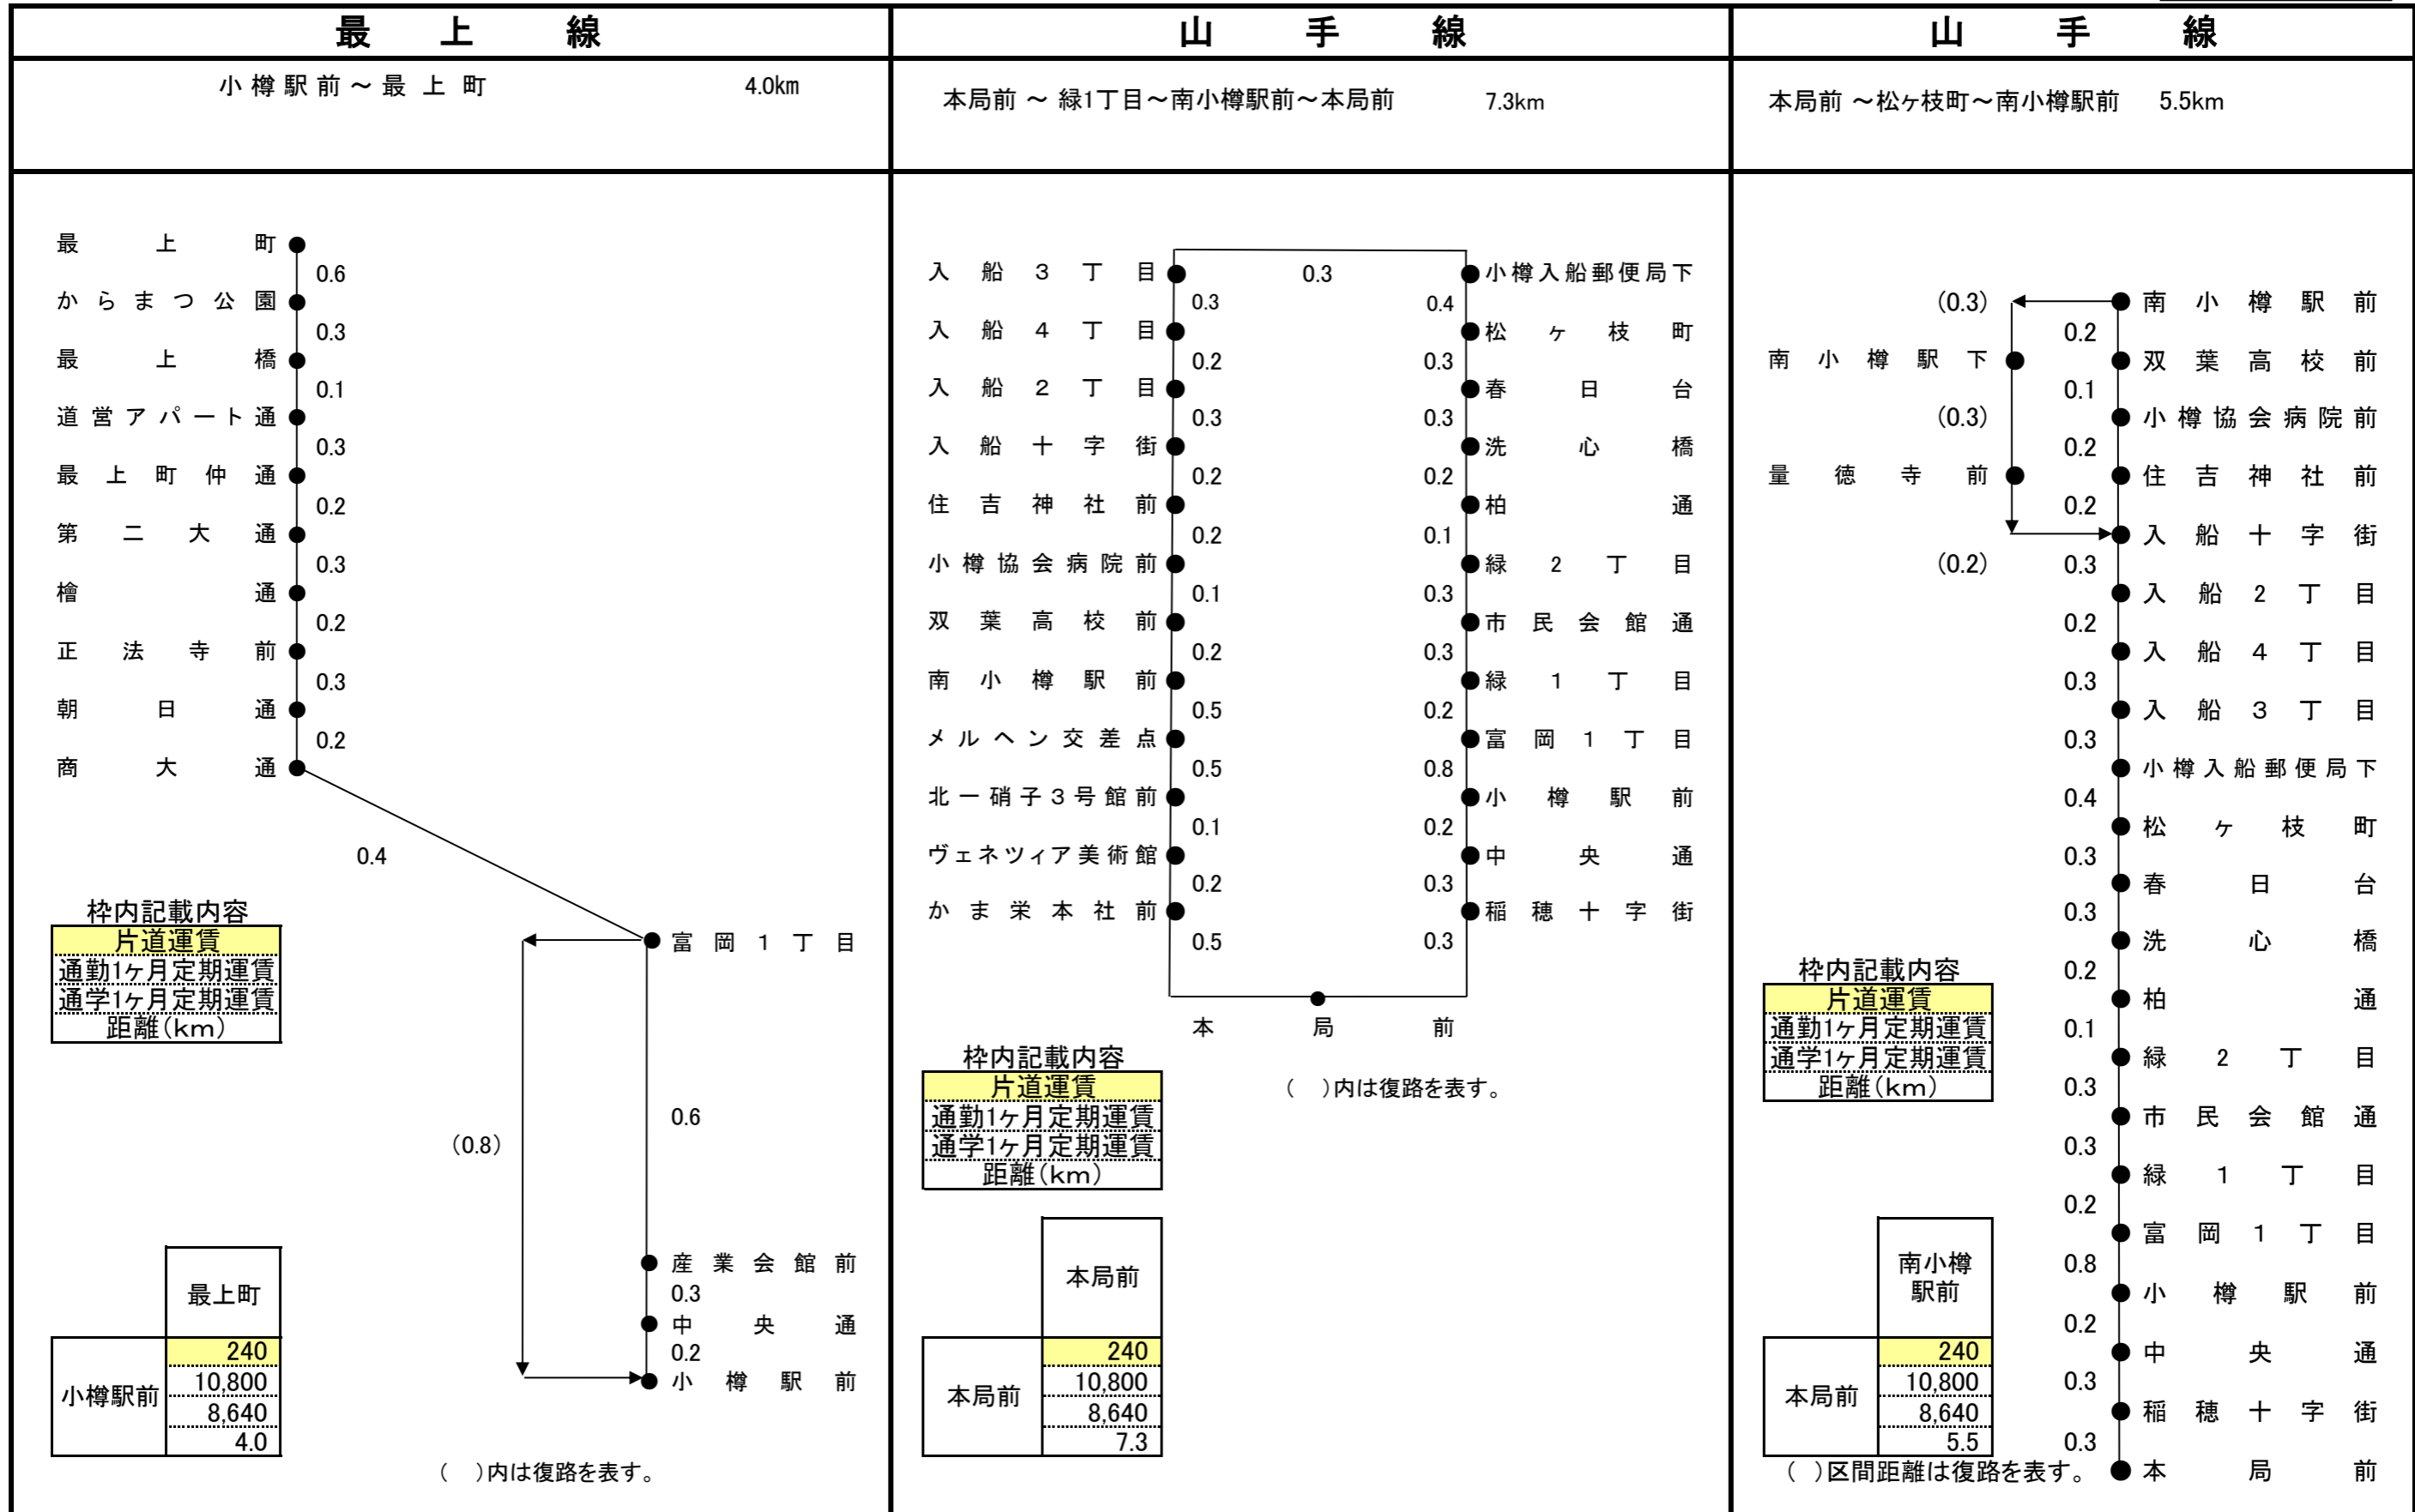 最上線
小樽駅前～最上町 4.0km
最上町
0.6
からまつ公園
0.3
最上橋
0.1
道営アパート通
0.3
最上町仲通
0.2
第二大通
0.3
檜通
0.2
正法寺前
0.3
朝日通
0.2
商大通
0.4
富岡1丁目
0.6
(0.8)
産業会館前
0.3
中央通
0.2
小樽駅前
枠内記載内容
片道運賃
通勤1ヶ月定期運賃
通学1ヶ月定期運賃
距離(km)
最上町
小樽駅前
240
10,800
8,640
4.0
( )内は復路を表す。
山手線
本局前 ～ 緑1丁目～南小樽駅前～本局前 7.3km
入船3丁目
0.3
入船4丁目
0.2
入船2丁目
0.3
入船十字街
0.2
住吉神社前
0.2
小樽協会病院前
0.1
双葉高校前
0.2
南小樽駅前
0.5
メルヘン交差点
0.5
北一硝子3号館前
0.1
ヴェネツィア美術館
0.2
かま栄本社前
0.5
0.3
小樽入船郵便局下
0.4
松ヶ枝町
0.3
春日台
0.3
洗心橋
0.2
柏通
0.1
緑2丁目
0.3
市民会館通
0.3
緑1丁目
0.2
富岡1丁目
0.8
小樽駅前
0.2
中央通
0.3
稲穂十字街
0.3
本局前
枠内記載内容
片道運賃
通勤1ヶ月定期運賃
通学1ヶ月定期運賃
距離(km)
( )内は復路を表す。
本局前
本局前
240
10,800
8,640
7.3
山手線
本局前 ～松ヶ枝町～南小樽駅前 5.5km
(0.3)
南小樽駅下
(0.3)
量徳寺前
(0.2)
南小樽駅前
0.2
双葉高校前
0.1
小樽協会病院前
0.2
住吉神社前
0.2
入船十字街
0.3
入船2丁目
0.2
入船4丁目
0.3
入船3丁目
0.3
小樽入船郵便局下
0.4
松ヶ枝町
0.3
春日台
0.3
洗心橋
0.2
柏通
0.1
緑2丁目
0.3
市民会館通
0.3
緑1丁目
0.2
富岡1丁目
0.8
小樽駅前
0.2
中央通
0.3
稲穂十字街
0.3
本局前
枠内記載内容
片道運賃
通勤1ヶ月定期運賃
通学1ヶ月定期運賃
距離(km)
南小樽
駅前
本局前
240
10,800
8,640
5.5
( )区間距離は復路を表す。